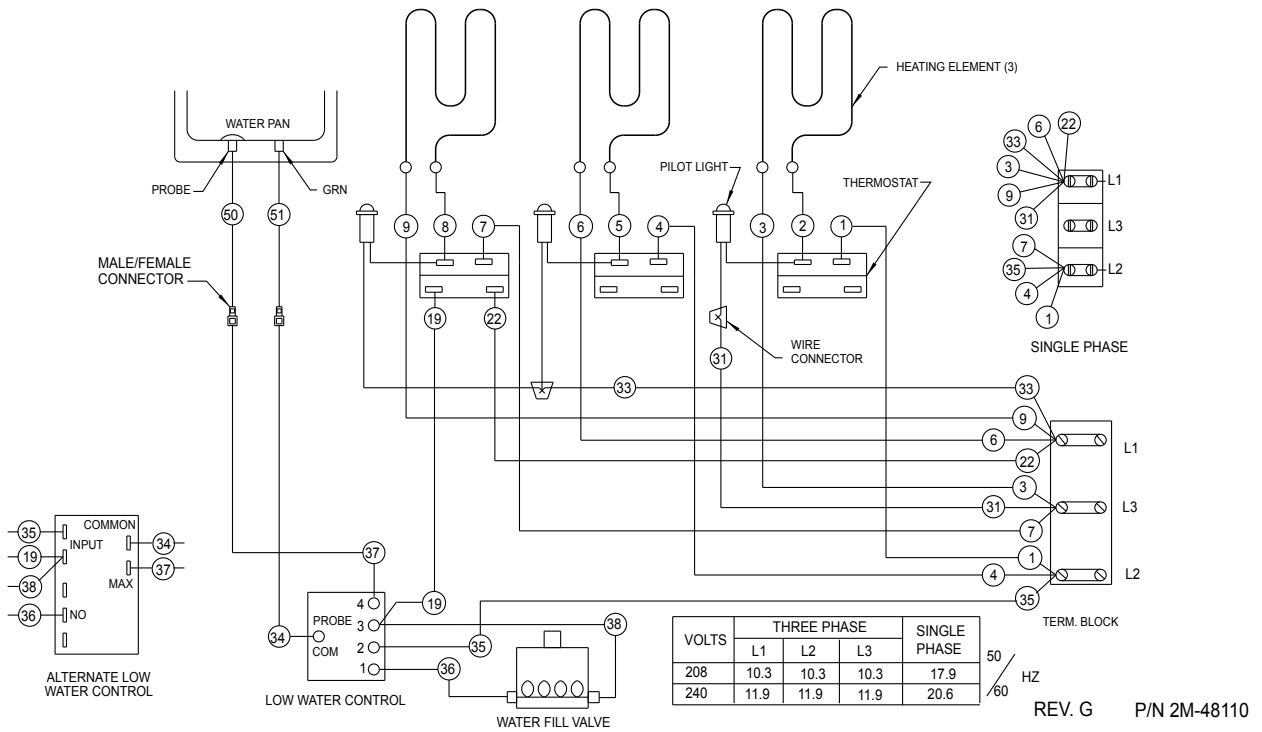 HEATING ELEMENT (3)
WATER PAN
PROBE
GRN
PILOT LIGHT
THERMOSTAT
50
51
9
8
7
6
5
4
3
2
1
MALE/FEMALE
CONNECTOR
19
22
WIRE
CONNECTOR
31
33
6
22
33
3
9
31
7
35
4
1
L1
L3
L2
SINGLE PHASE
33
9
6
22
3
31
7
1
4
35
L1
L3
L2
TERM. BLOCK
35
19
38
36
COMMON
INPUT
MAX
NO
34
37
ALTERNATE LOW
WATER CONTROL
37
34
PROBE
COM
4
3
2
1
19
35
36
38
LOW WATER CONTROL
WATER FILL VALVE
VOLTS THREE PHASE SINGLE PHASE
L1 L2 L3
208 10.3 10.3 10.3 17.9
240 11.9 11.9 11.9 20.6
50/60 HZ
REV. G P/N 2M-48110